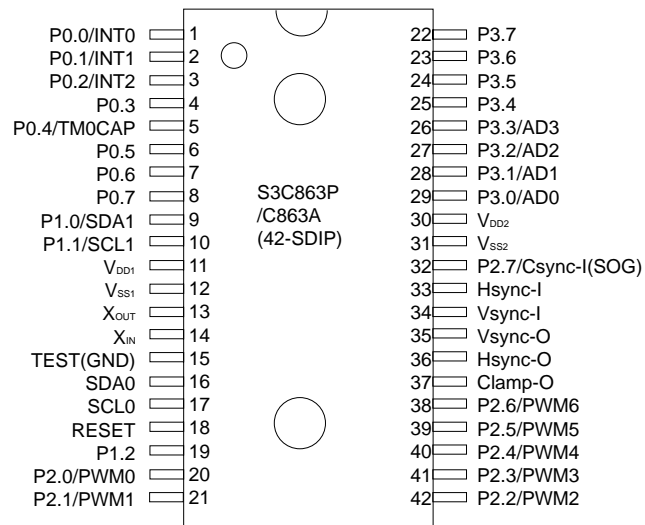 P0.0/INT0 1 22 P3.7
P0.1/INT1 2 23 P3.6
P0.2/INT2 3 24 P3.5
P0.3 4 25 P3.4
P0.4/TM0CAP 5 26 P3.3/AD3
P0.5 6 27 P3.2/AD2
P0.6 7 28 P3.1/AD1
P0.7 8 S3C863P 29 P3.0/AD0
P1.0/SDA1 9 /C863A 30 VDD2
P1.1/SCL1 10 (42-SDIP) 31 VSS2
VDD1 11 32 P2.7/Csync-I(SOG)
VSS1 12 33 Hsync-I
XOUT 13 34 Vsync-I
XIN 14 35 Vsync-O
TEST(GND) 15 36 Hsync-O
SDA0 16 37 Clamp-O
SCL0 17 38 P2.6/PWM6
RESET 18 39 P2.5/PWM5
P1.2 19 40 P2.4/PWM4
P2.0/PWM0 20 41 P2.3/PWM3
P2.1/PWM1 21 42 P2.2/PWM2